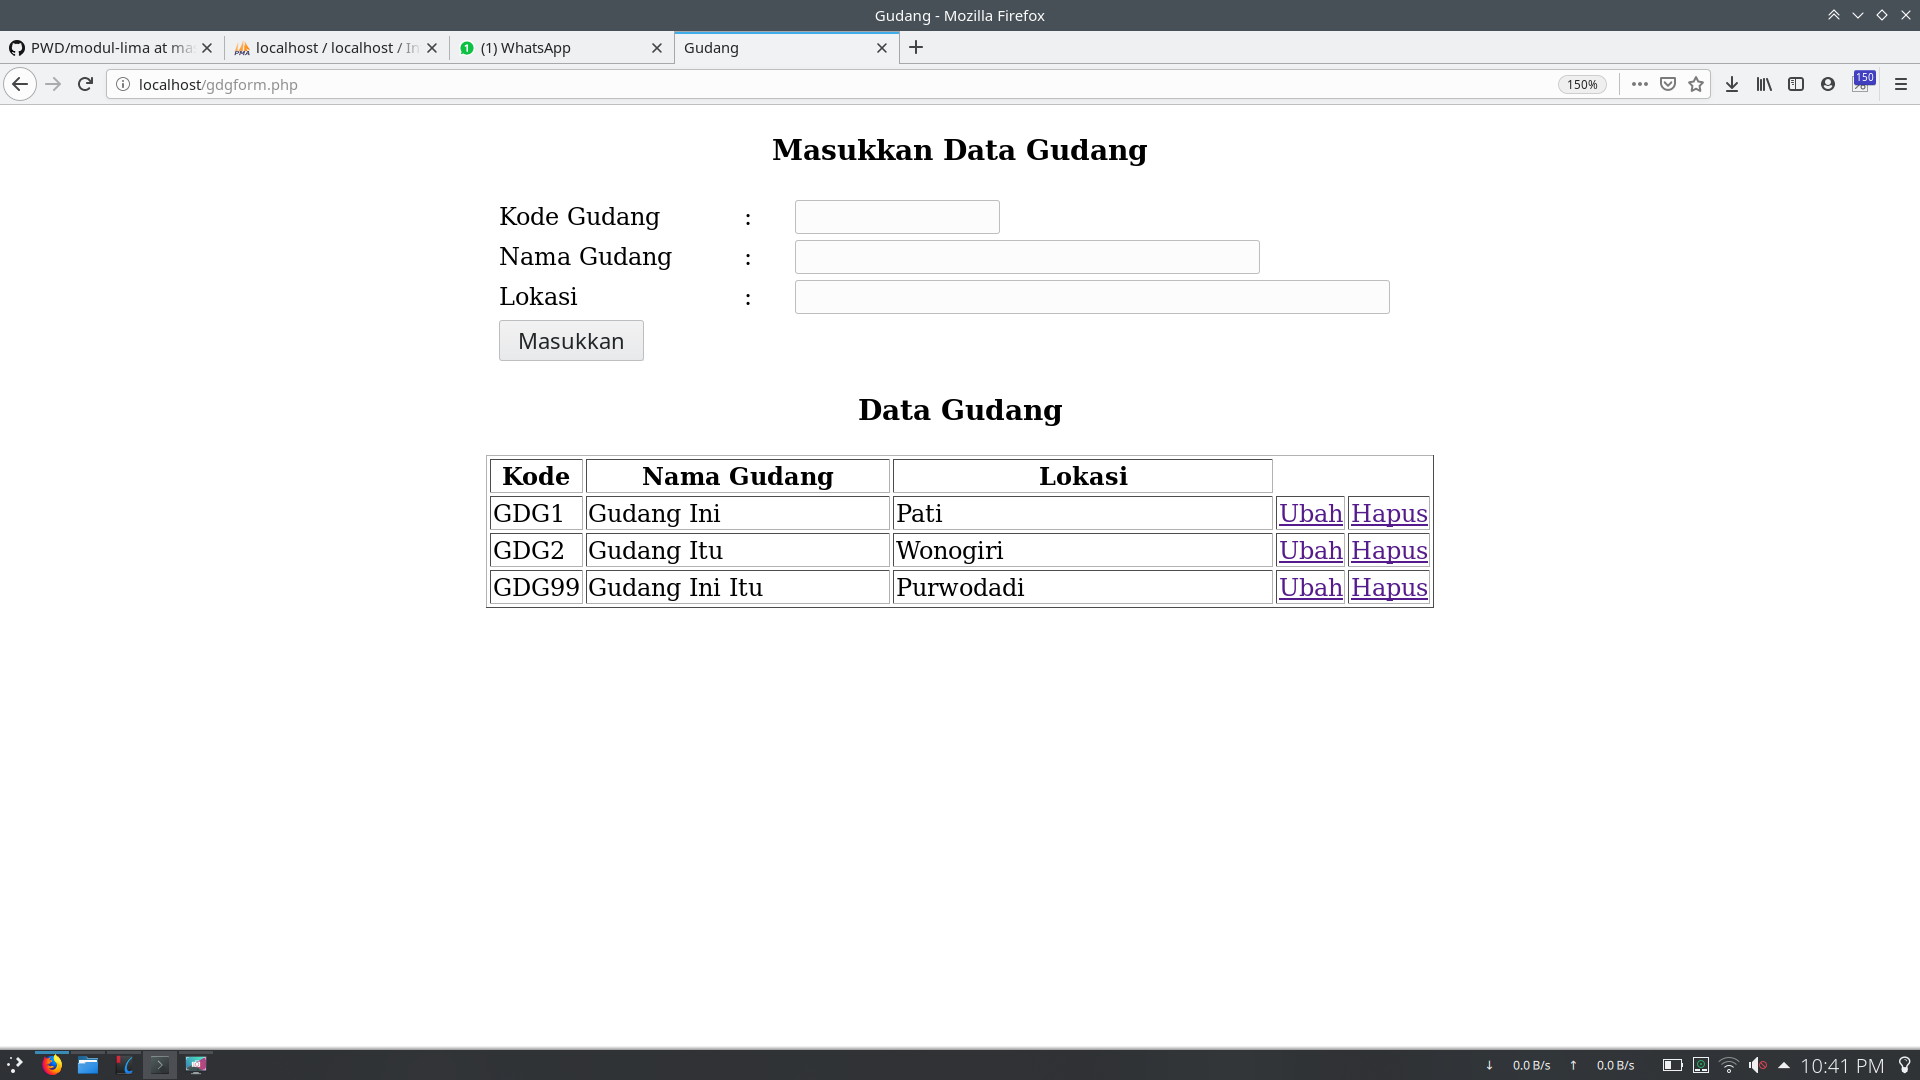 Gudang - Mozilla Firefox
PWD/modul-lima at ma
localhost / localhost / In
(1) WhatsApp
Gudang
localhost/gdgform.php
150%
150
Masukkan Data Gudang
Kode Gudang :
Nama Gudang :
Lokasi :
Masukkan
Data Gudang
Kode Nama Gudang Lokasi
GDG1 Gudang Ini Pati Ubah Hapus
GDG2 Gudang Itu Wonogiri Ubah Hapus
GDG99 Gudang Ini Itu Purwodadi Ubah Hapus
↓ 0.0 B/s ↑ 0.0 B/s 10:41 PM